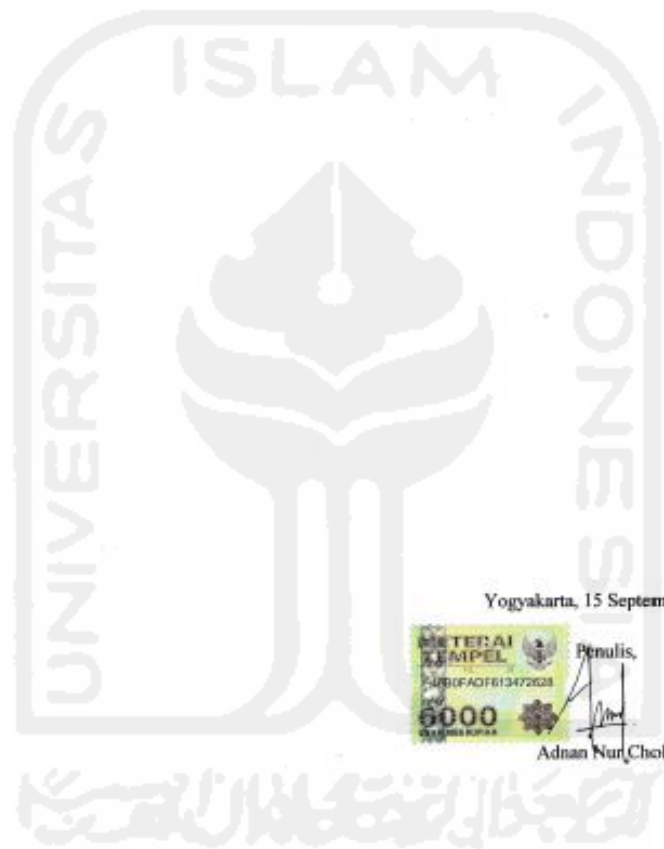 ISLAM
UNIVERSITAS
INDONESIA
Yogyakarta, 15 Septem
METERAI
TEMPEL
Penulis,
6000
Adnan Nur Chol